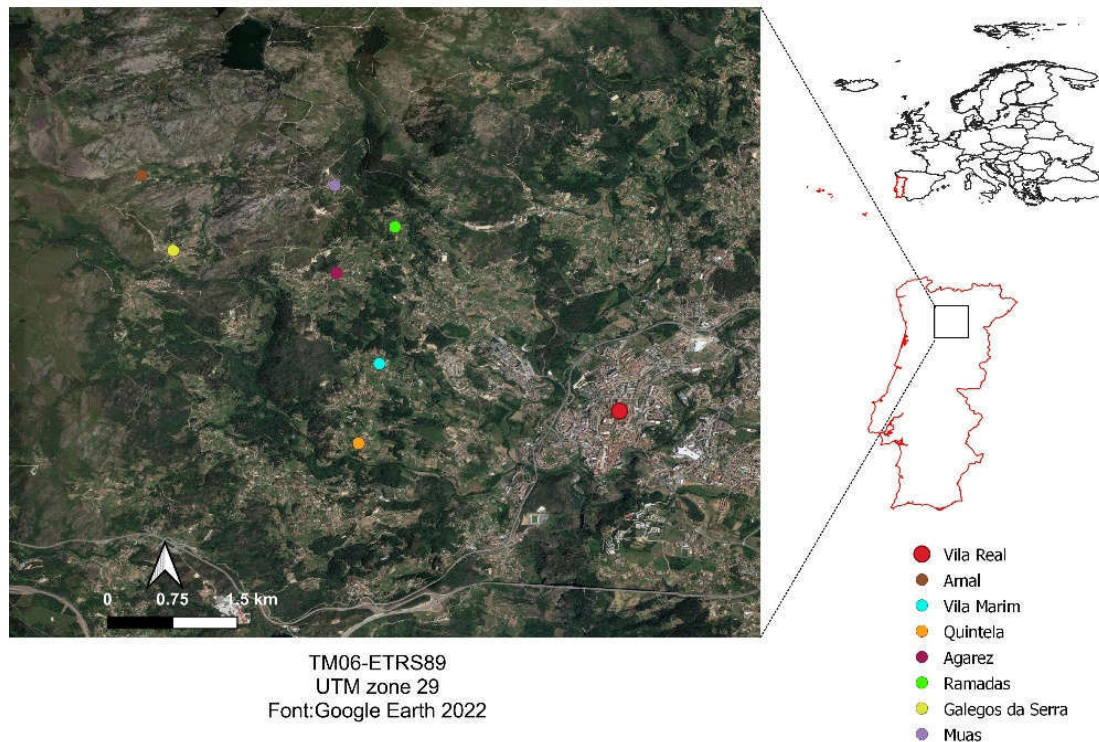 0 0.75 1.5 km
TM06-ETRS89
UTM zone 29
Font:Google Earth 2022
Vila Real
Arnal
Vila Marim
Quintela
Agarez
Ramadas
Galegos da Serra
Muas